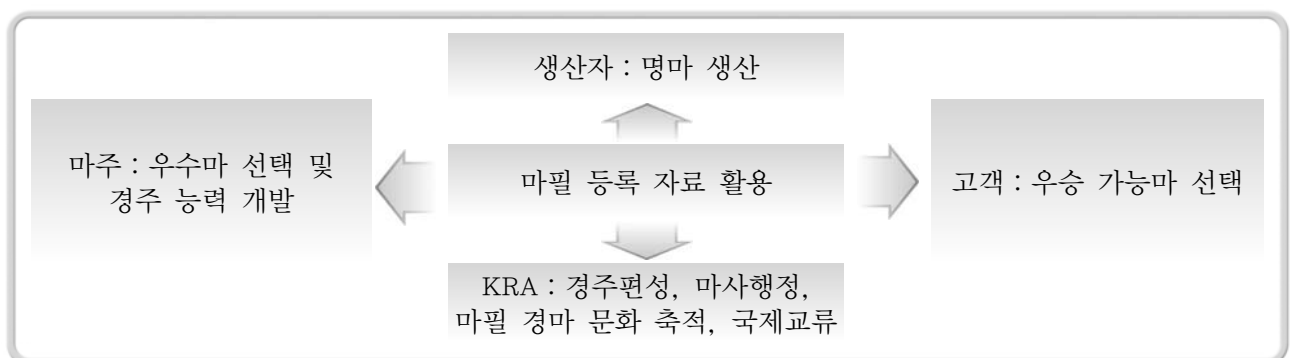 생산자 : 명마 생산
마주 : 우수마 선택 및
경주 능력 개발
마필 등록 자료 활용
고객 : 우승 가능마 선택
KRA : 경주편성, 마사행정,
마필 경마 문화 축적, 국제교류